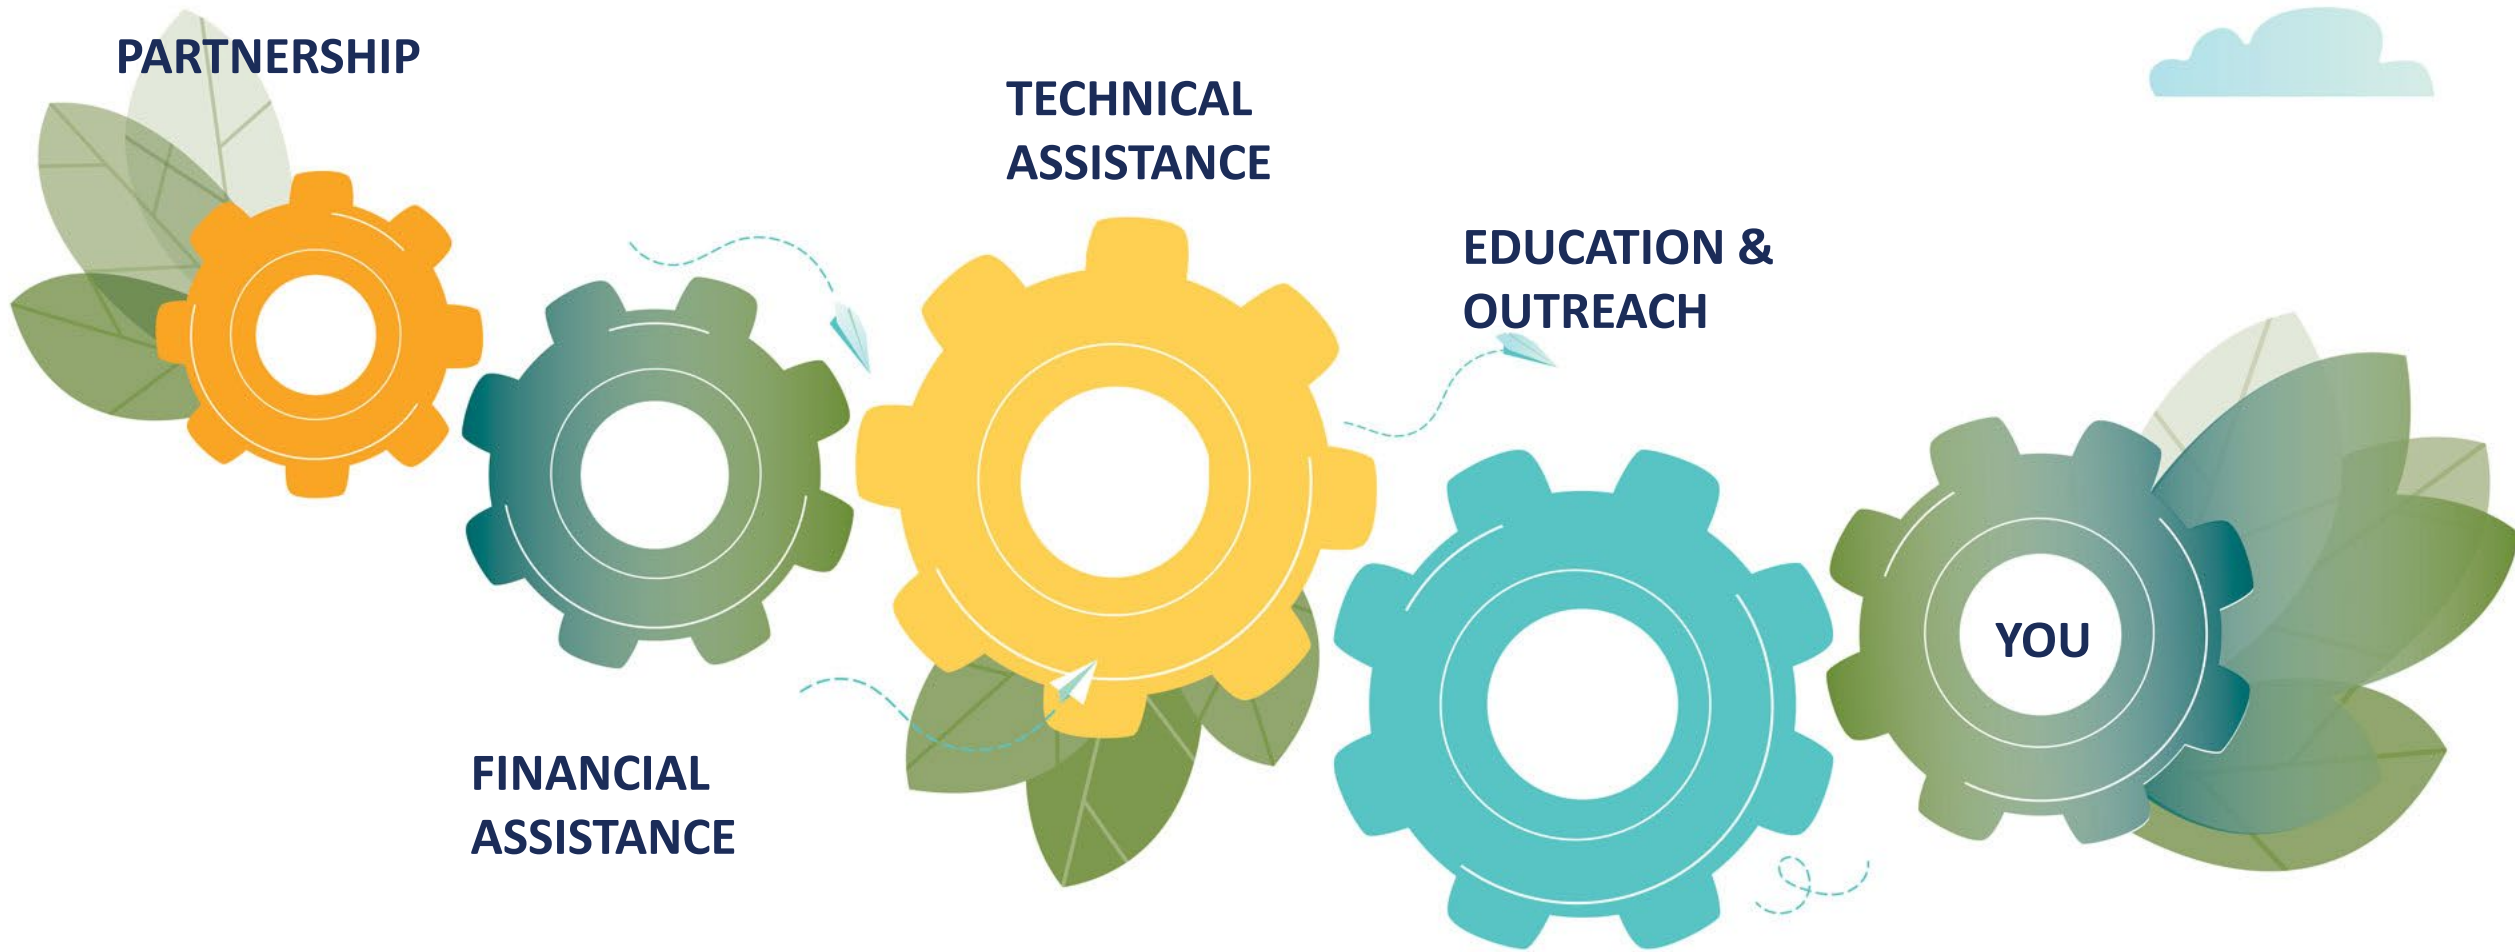 PARTNERSHIP
TECHNICAL
ASSISTANCE
EDUCATION &
OUTREACH
YOU
FINANCIAL
ASSISTANCE